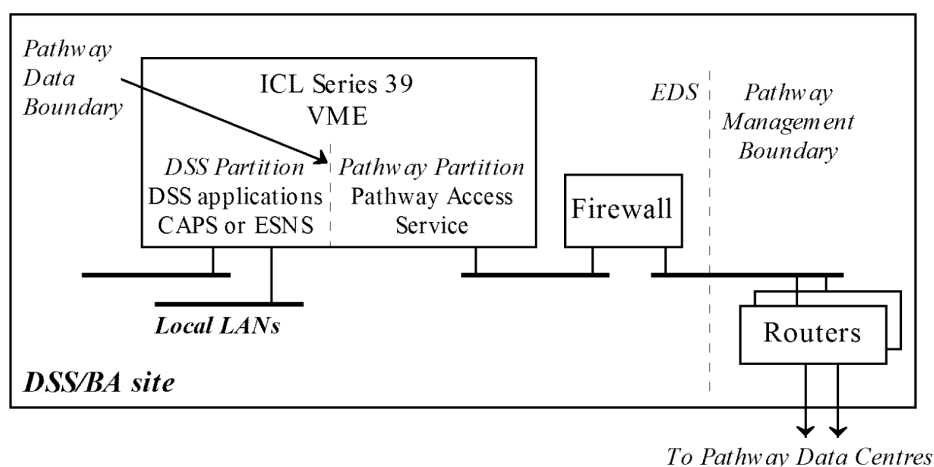 Pathway
Data
Boundary
ICL Series 39
VME
DSS Partition
DSS applications
CAPS or ESNS
Pathway Partition
Pathway Access
Service
Firewall
EDS
Pathway
Management
Boundary
Local LANs
Routers
DSS/BA site
To Pathway Data Centres